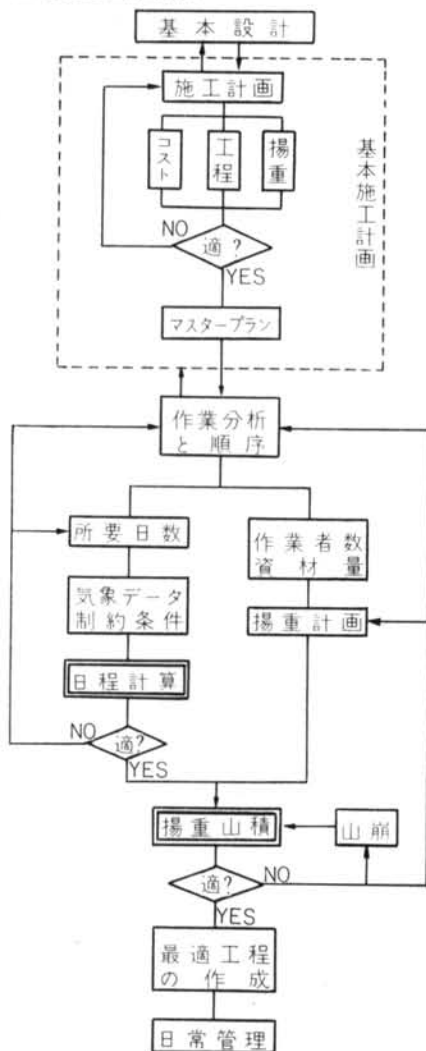 基本設計
施工計画
コスト
工程
揚重
基本施工計画
NO
適?
YES
マスタープラン
作業分析
と順序
所要日数
作業者数
資材量
気象データ
制約条件
揚重計画
日程計算
NO
適?
YES
揚重山積
山崩
適?
NO
YES
最適工程
の作成
日常管理